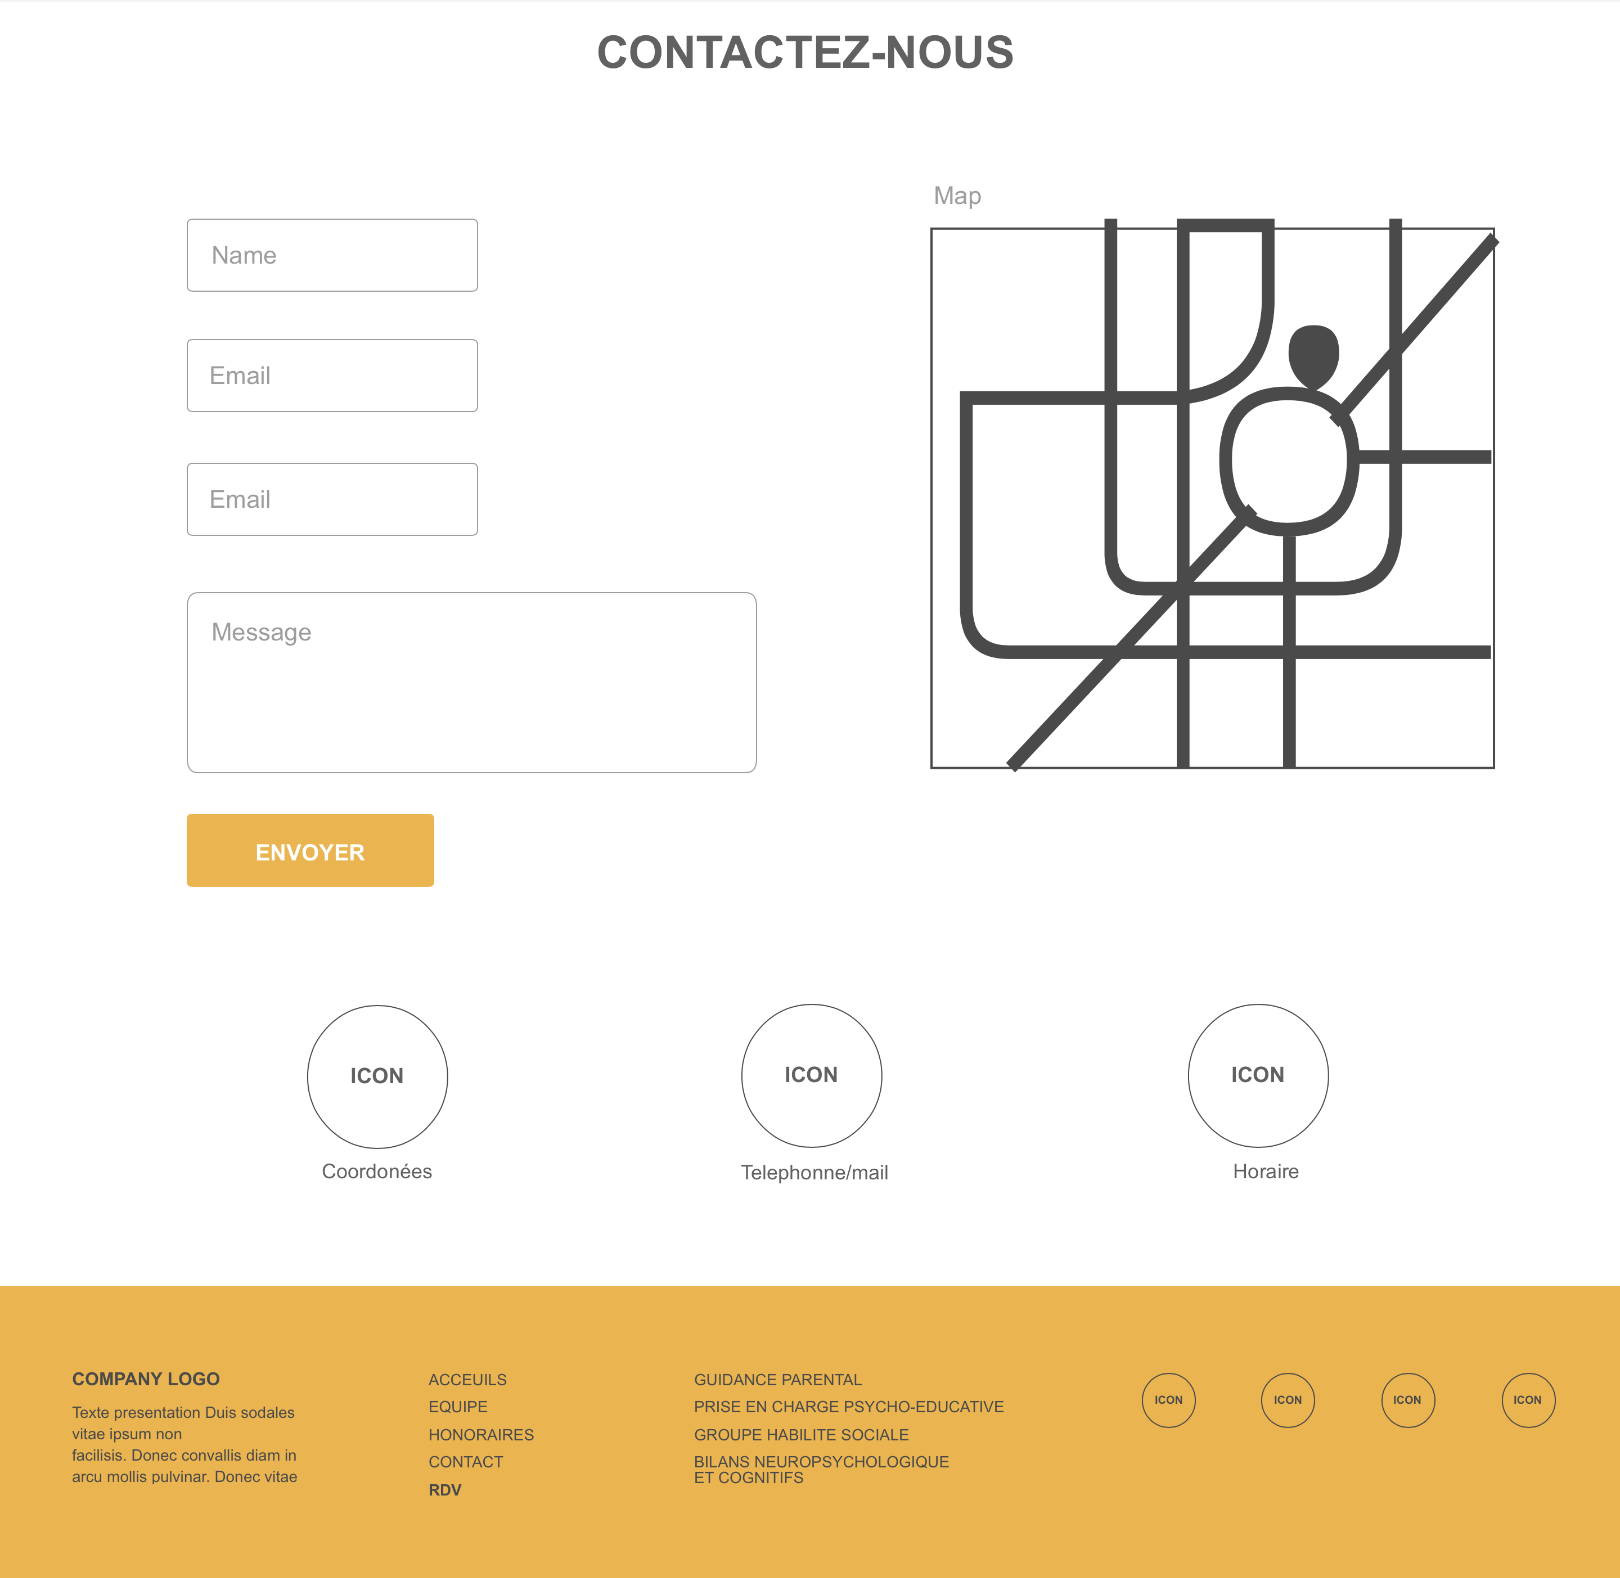 CONTACTEZ-NOUS
Map
Name
Email
Email
Message
ENVOYER
ICON
Coordonées
ICON
Telephonne/mail
ICON
Horaire
COMPANY LOGO
Texte presentation Duis sodales
vitae ipsum non
facilisis. Donec convallis diam in
arcu mollis pulvinar. Donec vitae
ACCEUILS
EQUIPE
HONORAIRES
CONTACT
RDV
GUIDANCE PARENTAL
PRISE EN CHARGE PSYCHO-EDUCATIVE
GROUPE HABILITE SOCIALE
BILANS NEUROPSYCHOLOGIQUE
ET COGNITIFS
ICON
ICON
ICON
ICON